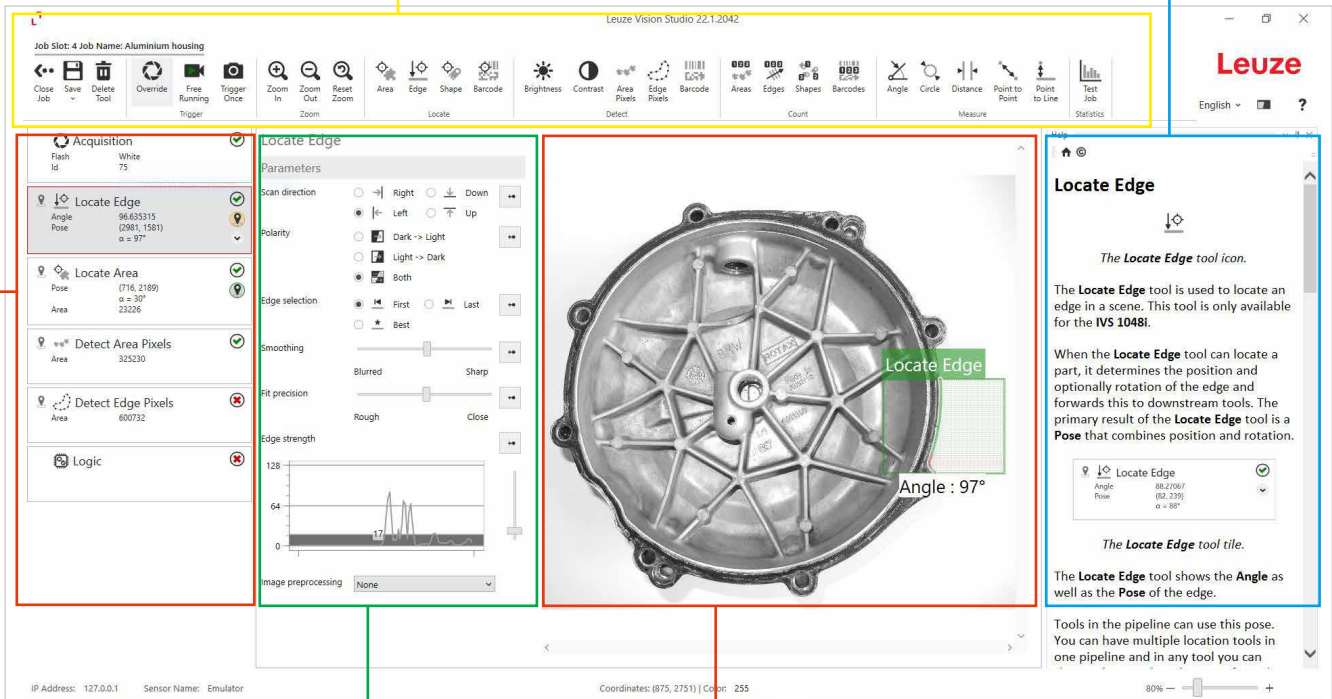 Leuze Vision Studio 22.1.2042
Job Slot: 4 Job Name: Aluminium housing
Close Job
Save
Delete Tool
Override
Free Running
Trigger Once
Zoom In
Zoom Out
Reset Zoom
Area
Edge
Shape
Barcode
Brightness
Contrast
Area Pixels
Edge Pixels
Barcode
Areas
Edges
Shapes
Barcodes
Angle
Circle
Distance
Point to Point
Point to Line
Test Job
Trigger
Zoom
Locate
Detect
Count
Measure
Statistics
Leuze
English
?
Acquisition
Flash White
Id 75
Locate Edge
Angle 96.635315
Pose (2981, 1581)
α = 97°
Locate Area
Pose (716, 2189)
α = 30°
Area 23226
Detect Area Pixels
Area 325230
Detect Edge Pixels
Area 600732
Logic
Locate Edge
Parameters
Scan direction
Right Down
Left Up
Polarity
Dark -> Light
Light -> Dark
Both
Edge selection
First Last
Best
Smoothing
Blurred Sharp
Fit precision
Rough Close
Edge strength
128
64
17
0
Image preprocessing None
ROTAX
Locate Edge
Angle : 97°
Help
Locate Edge
The Locate Edge tool icon.
The Locate Edge tool is used to locate an
edge in a scene. This tool is only available
for the IVS 1048i.
When the Locate Edge tool can locate a
part, it determines the position and
optionally rotation of the edge and
forwards this to downstream tools. The
primary result of the Locate Edge tool is a
Pose that combines position and rotation.
Locate Edge
Angle 88.27067
Pose (82, 239)
α = 88°
The Locate Edge tool tile.
The Locate Edge tool shows the Angle as
well as the Pose of the edge.
Tools in the pipeline can use this pose.
You can have multiple location tools in
one pipeline and in any tool you can
IP Address: 127.0.0.1 Sensor Name: Emulator
Coordinates: (875, 2751) | Color: 255
80%